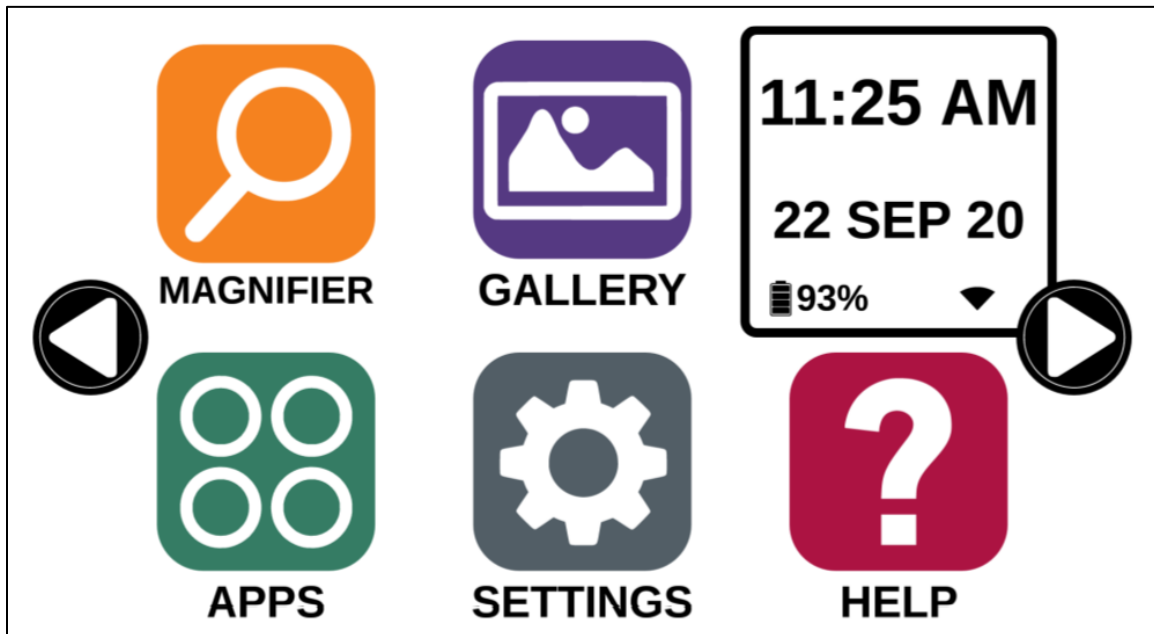 11:25 AM
22 SEP 20
93%
MAGNIFIER
GALLERY
APPS
SETTINGS
HELP